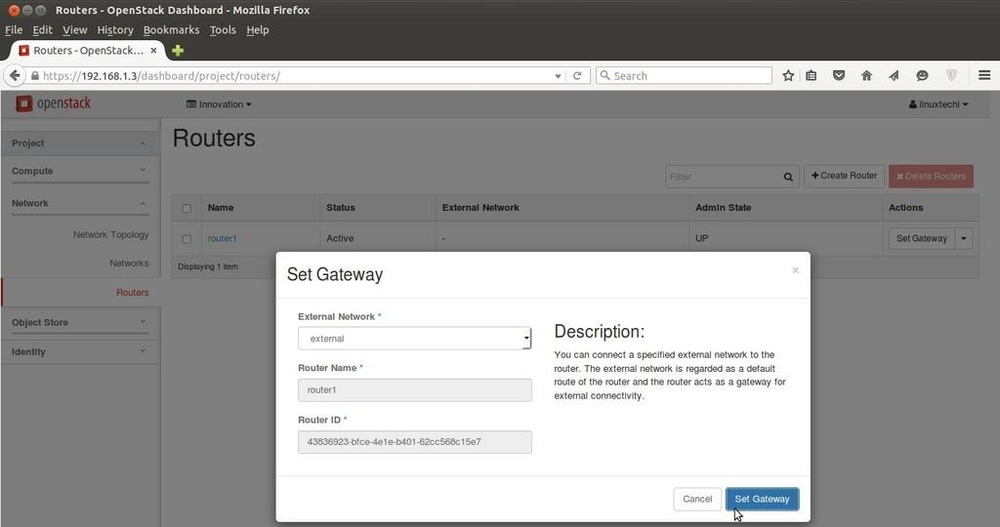 Routers - OpenStack Dashboard - Mozilla Firefox
File Edit View History Bookmarks Tools Help
Routers - OpenStack...
https://192.168.1.3/dashboard/project/routers/
Search
openstack
Innovation
linuxtechi
Project
Compute
Network
Network Topology
Networks
Routers
Object Store
Identity
Routers
Filter
Create Router
Delete Routers
Name Status External Network Admin State Actions
router1 Active - UP Set Gateway
Displaying 1 item
Set Gateway
External Network *
external
Router Name *
router1
Router ID *
43836923-bfce-4e1e-b401-62cc568c15e7
Description:
You can connect a specified external network to the
router. The external network is regarded as a default
route of the router and the router acts as a gateway for
external connectivity.
Cancel
Set Gateway